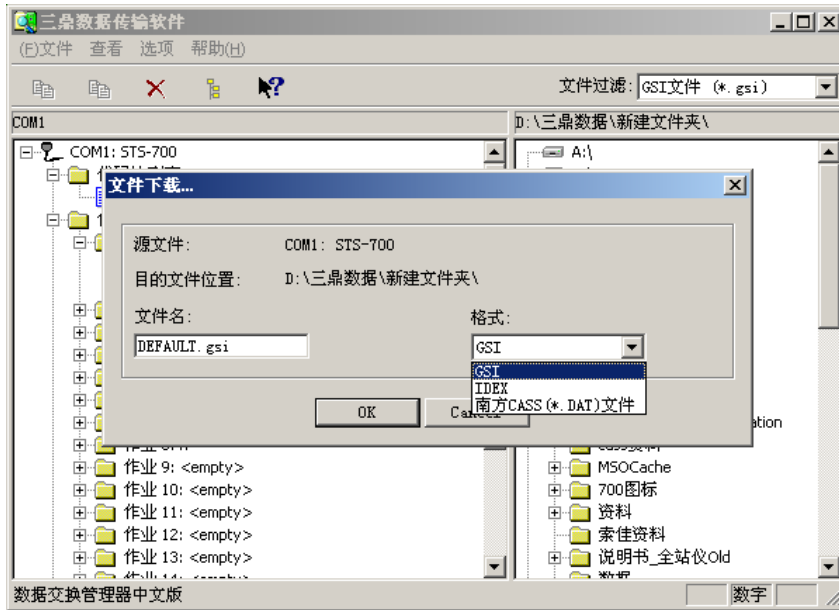 三鼎数据传输软件
(F)文件 查看 选项 帮助(H)
文件过滤: GSI文件 (*.gsi)
COM1
D:\三鼎数据\新建文件夹\
COM1: STS-700
A:\
文件下载...
源文件: COM1: STS-700
目的文件位置: D:\三鼎数据\新建文件夹\
文件名:
格式:
DEFAULT.gsi
GSI
GSI
IDEX
南方CASS(*.DAT)文件
OK
ation
作业 9: <empty>
MSOCache
作业 10: <empty>
700图标
作业 11: <empty>
资料
作业 12: <empty>
索佳资料
作业 13: <empty>
说明书_全站仪Old
数据交换管理器中文版
数字